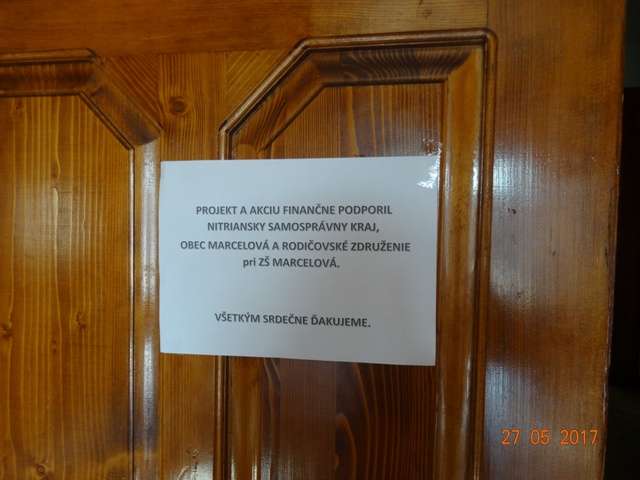 PROJEKT A AKCIU FINANČNE PODPORIL
NITRIANSKY SAMOSPRÁVNY KRAJ,
OBEC MARCELOVÁ A RODIČOVSKÉ ZDRUŽENIE
pri ZŠ MARCELOVÁ.
VŠETKÝM SRDEČNE ĎAKUJEME.
27 05 2017